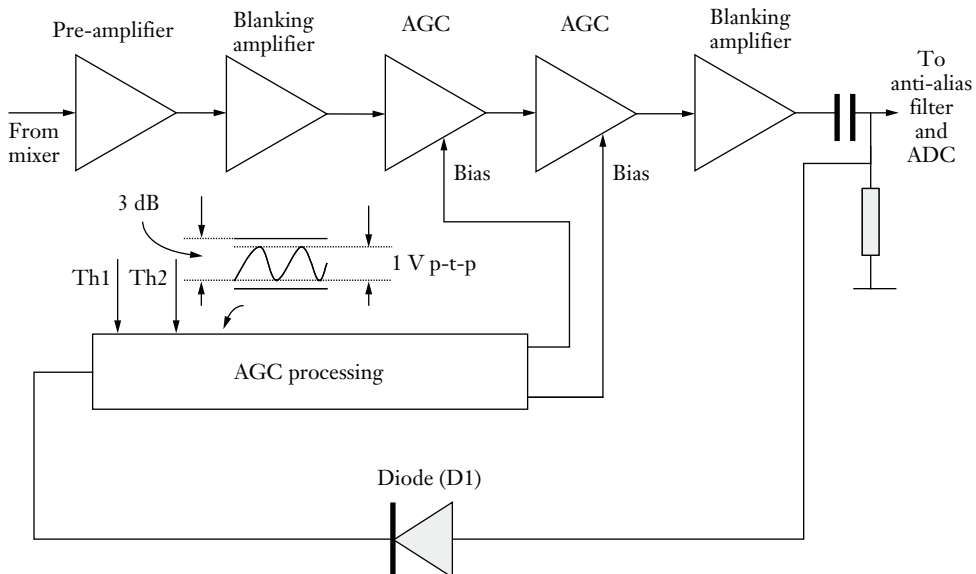 Pre-amplifier
Blanking
amplifier
AGC
AGC
Blanking
amplifier
To
anti-alias
filter
and
ADC
From
mixer
Bias
Bias
3 dB
1 V p-t-p
Th1
Th2
AGC processing
Diode (D1)